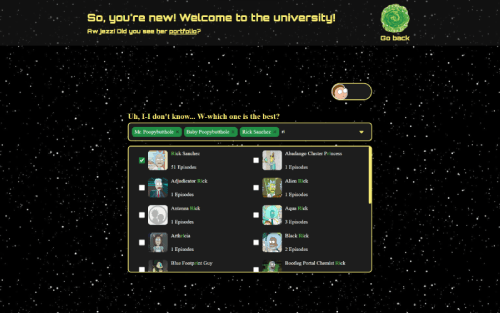 So, you're new! Welcome to the university!
Aw jezz! Did you see her portfolio?
Go back
Uh, I-I don't know... W-which one is the best?
Mr. Poopybutthole
Baby Poopybutthole
Rick Sanchez
Rick Sanchez
51 Episodes
Aludango Cluster Princess
1 Episodes
Adjudicator Rick
1 Episodes
Alien Rick
1 Episodes
Antenna Rick
1 Episodes
Aqua Rick
3 Episodes
Arthricia
1 Episodes
Black Rick
2 Episodes
Blue Footprint Guy
Bootleg Portal Chemist Rick